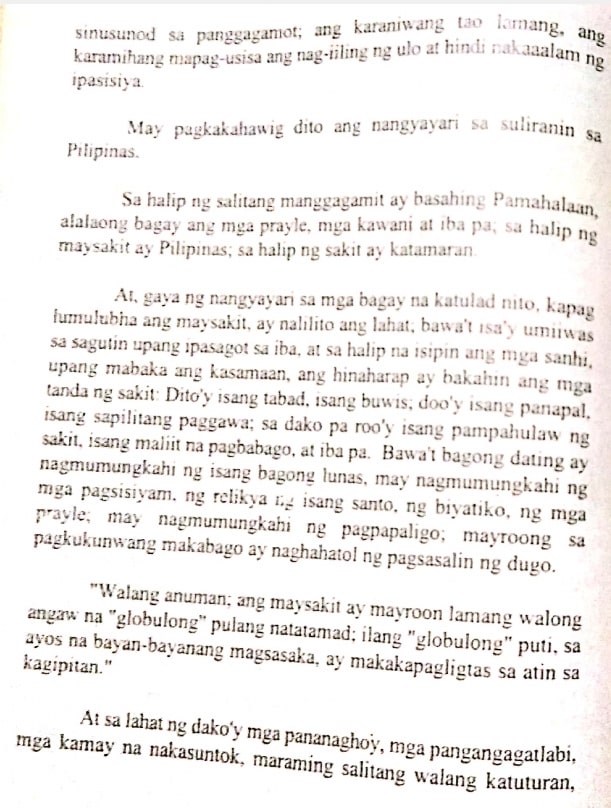 sinusunod sa panggagamot; ang karaniwang tao lamang, ang
karamihang mapag-usisa ang nag-iiling ng ulo at hindi nakaaalam ng
ipasisiya.
May pagkakahawig dito ang nangyayari sa suliranin sa
Pilipinas.
Sa halip ng salitang manggagamit ay basahing Pamahalaan,
alalaong bagay ang mga prayle, mga kawani at iba pa; sa halip ng
maysakit ay Pilipinas; sa halip ng sakit ay katamaran.
At, gaya ng nangyayari sa mga bagay na katulad nito, kapag
lumulubha ang maysakit, ay nalilito ang lahat; bawa't isa'y umiiwas
sa sagutin upang ipasagot sa iba, at sa halip na isipin ang mga sanhi,
upang mabaka ang kasamaan, ang hinaharap ay bakahin ang mga
tanda ng sakit: Dito'y isang tabad, isang buwis; doo'y isang panapal,
isang sapilitang paggawa; sa dako pa roo'y isang pampahulaw ng
sakit, isang maliit na pagbabago, at iba pa. Bawa't bagong dating ay
nagmumungkahi ng isang bagong lunas, may nagmumungkahi ng
mga pagsisiyam, ng relikya ng isang santo, ng biyatiko, ng mga
prayle; may nagmumungkahi ng pagpapaligo; mayroong sa
pagkukunwang makabago ay naghahatol ng pagsasalin ng dugo.
"Walang anuman; ang maysakit ay mayroon lamang walong
angaw na "globulong" pulang natatamad; ilang "globulong" puti, sa
ayos na bayan-bayanang magsasaka, ay makakapagligtas sa atin sa
kagipitan."
At sa lahat ng dako'y mga pananaghoy, mga pangangagatlabi,
mga kamay na nakasuntok, maraming salitang walang katuturan,